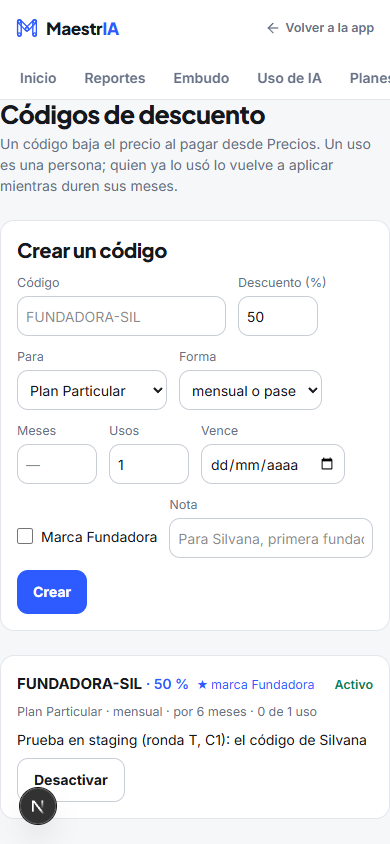 MaestrIA
← Volver a la app
Inicio Reportes Embudo Uso de IA Planes
Códigos de descuento
Un código baja el precio al pagar desde Precios. Un uso
es una persona; quien ya lo usó lo vuelve a aplicar
mientras duren sus meses.
Crear un código
Código Descuento (%)
FUNDADORA-SIL 50
Para Forma
Plan Particular mensual o pase
Meses Usos Vence
— 1 dd/mm/aaaa
Nota
Marca Fundadora Para Silvana, primera fundad
Crear
FUNDADORA-SIL · 50 % ★ marca Fundadora Activo
Plan Particular · mensual · por 6 meses · 0 de 1 uso
Prueba en staging (ronda T, C1): el código de Silvana
Desactivar
N